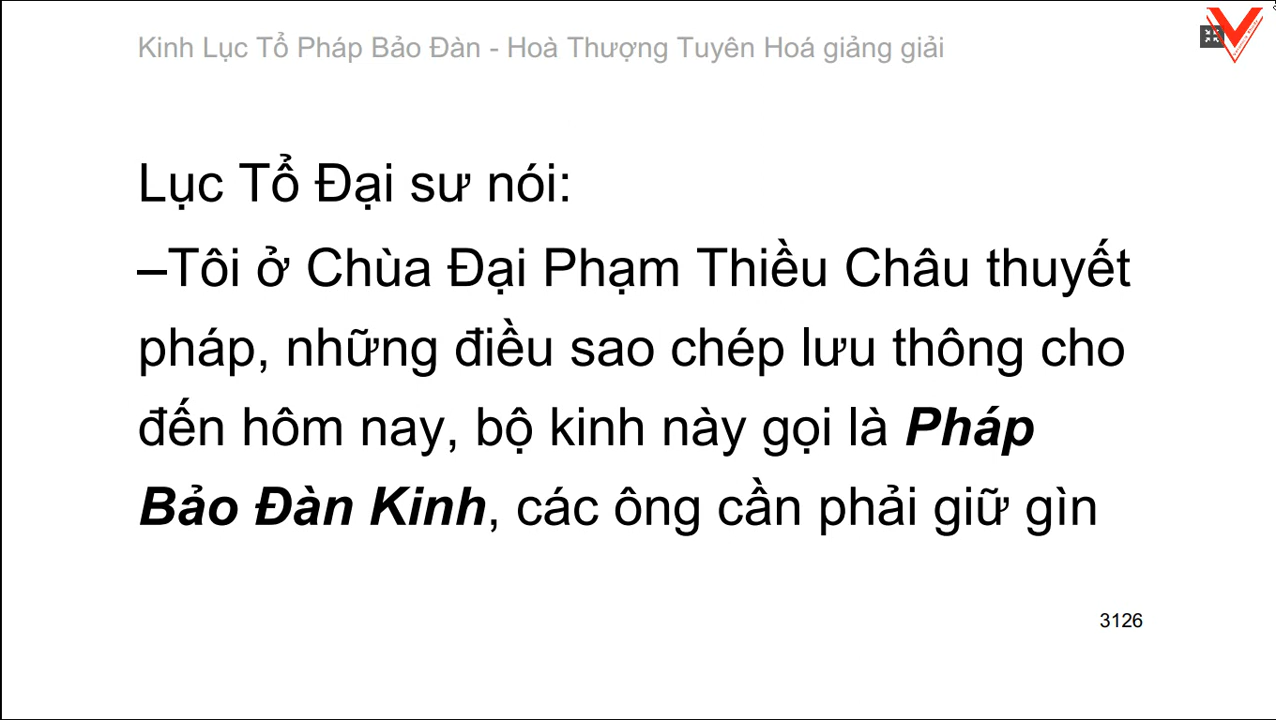 Kinh Lục Tổ Pháp Bảo Đàn - Hoà Thượng Tuyên Hoá giảng giải
Lục Tổ Đại sư nói:
–Tôi ở Chùa Đại Phạm Thiều Châu thuyết
pháp, những điều sao chép lưu thông cho
đến hôm nay, bộ kinh này gọi là Pháp
Bảo Đàn Kinh, các ông cần phải giữ gìn
3126